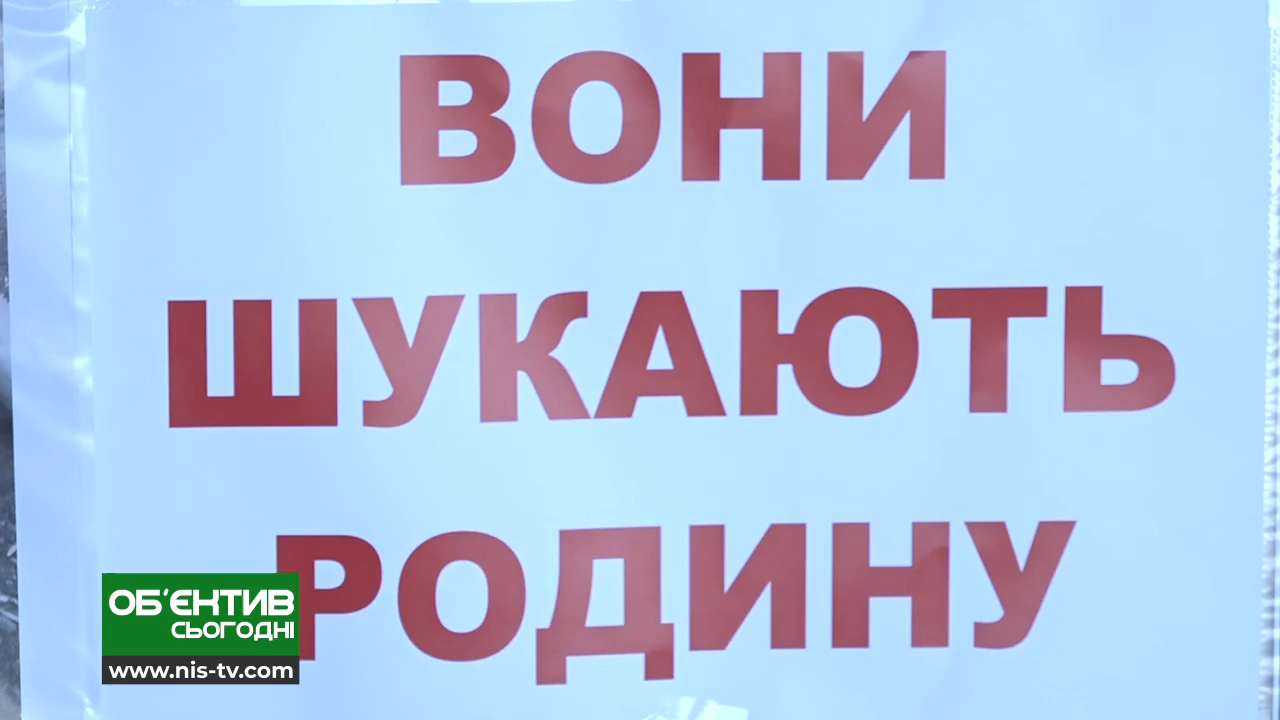 ВОНИ
ШУКАЮТЬ
РОДИНУ
ОБ'ЄКТИВ
СЬОГОДНІ
www.nis-tv.com